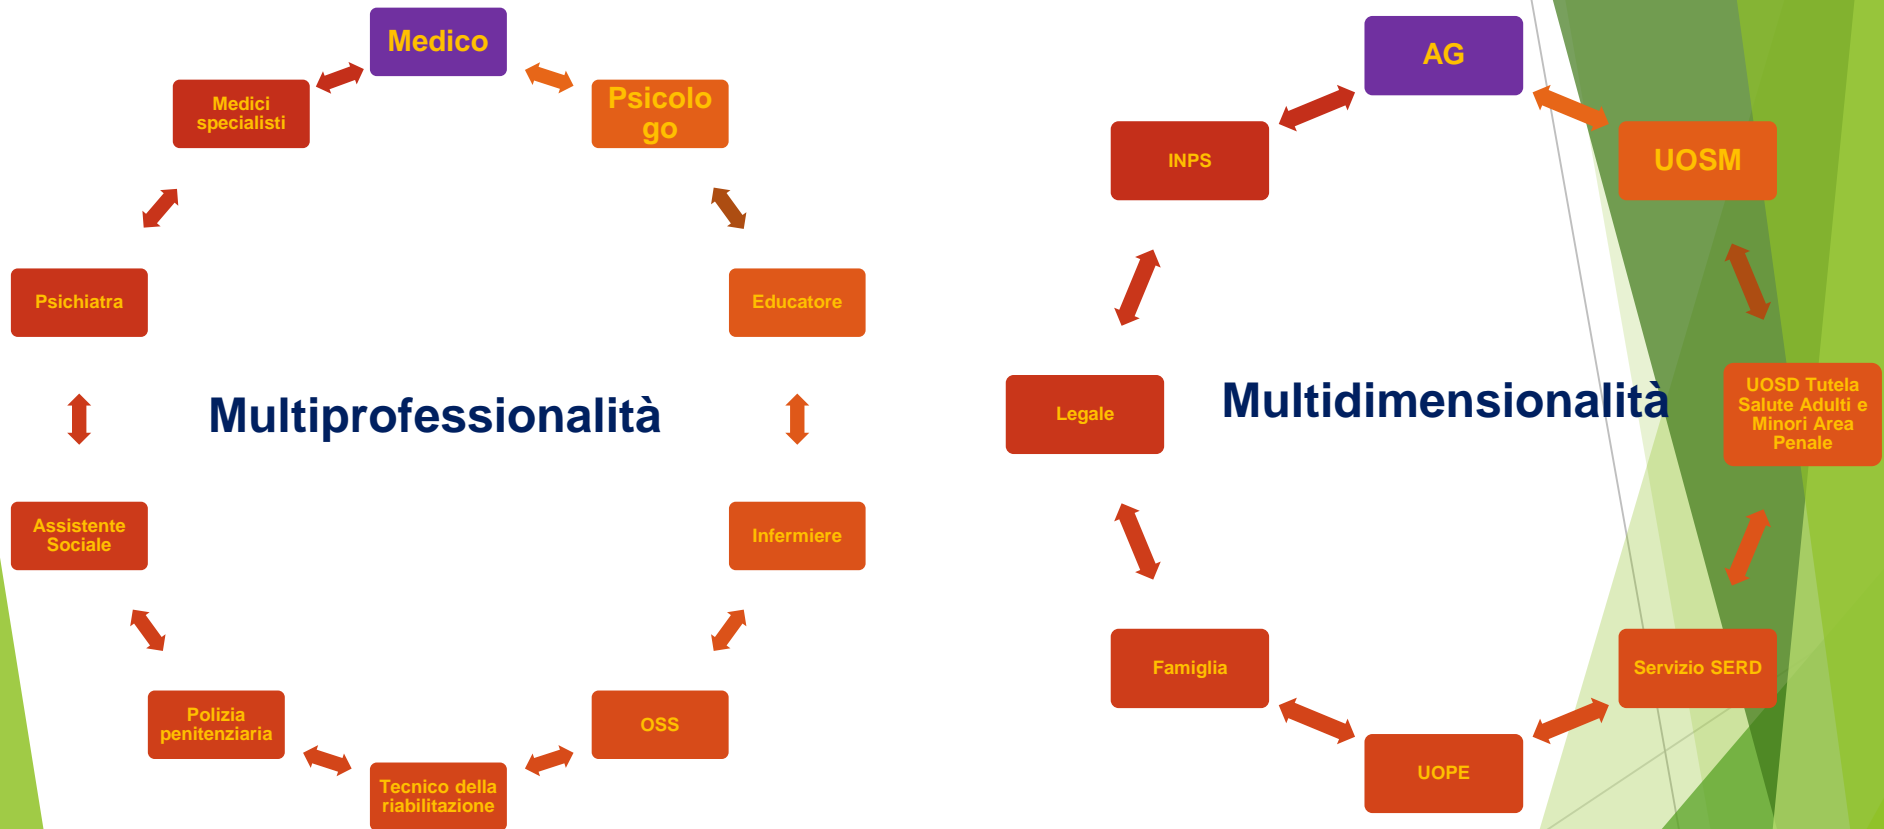 Medico
Psicolo
go
Educatore
Infermiere
OSS
Tecnico della
riabilitazione
Polizia
penitenziaria
Assistente
Sociale
Psichiatra
Medici
specialisti
Multiprofessionalità
AG
UOSM
UOSD Tutela
Salute Adulti e
Minori Area
Penale
Servizio SERD
UOPE
Famiglia
Legale
INPS
Multidimensionalità